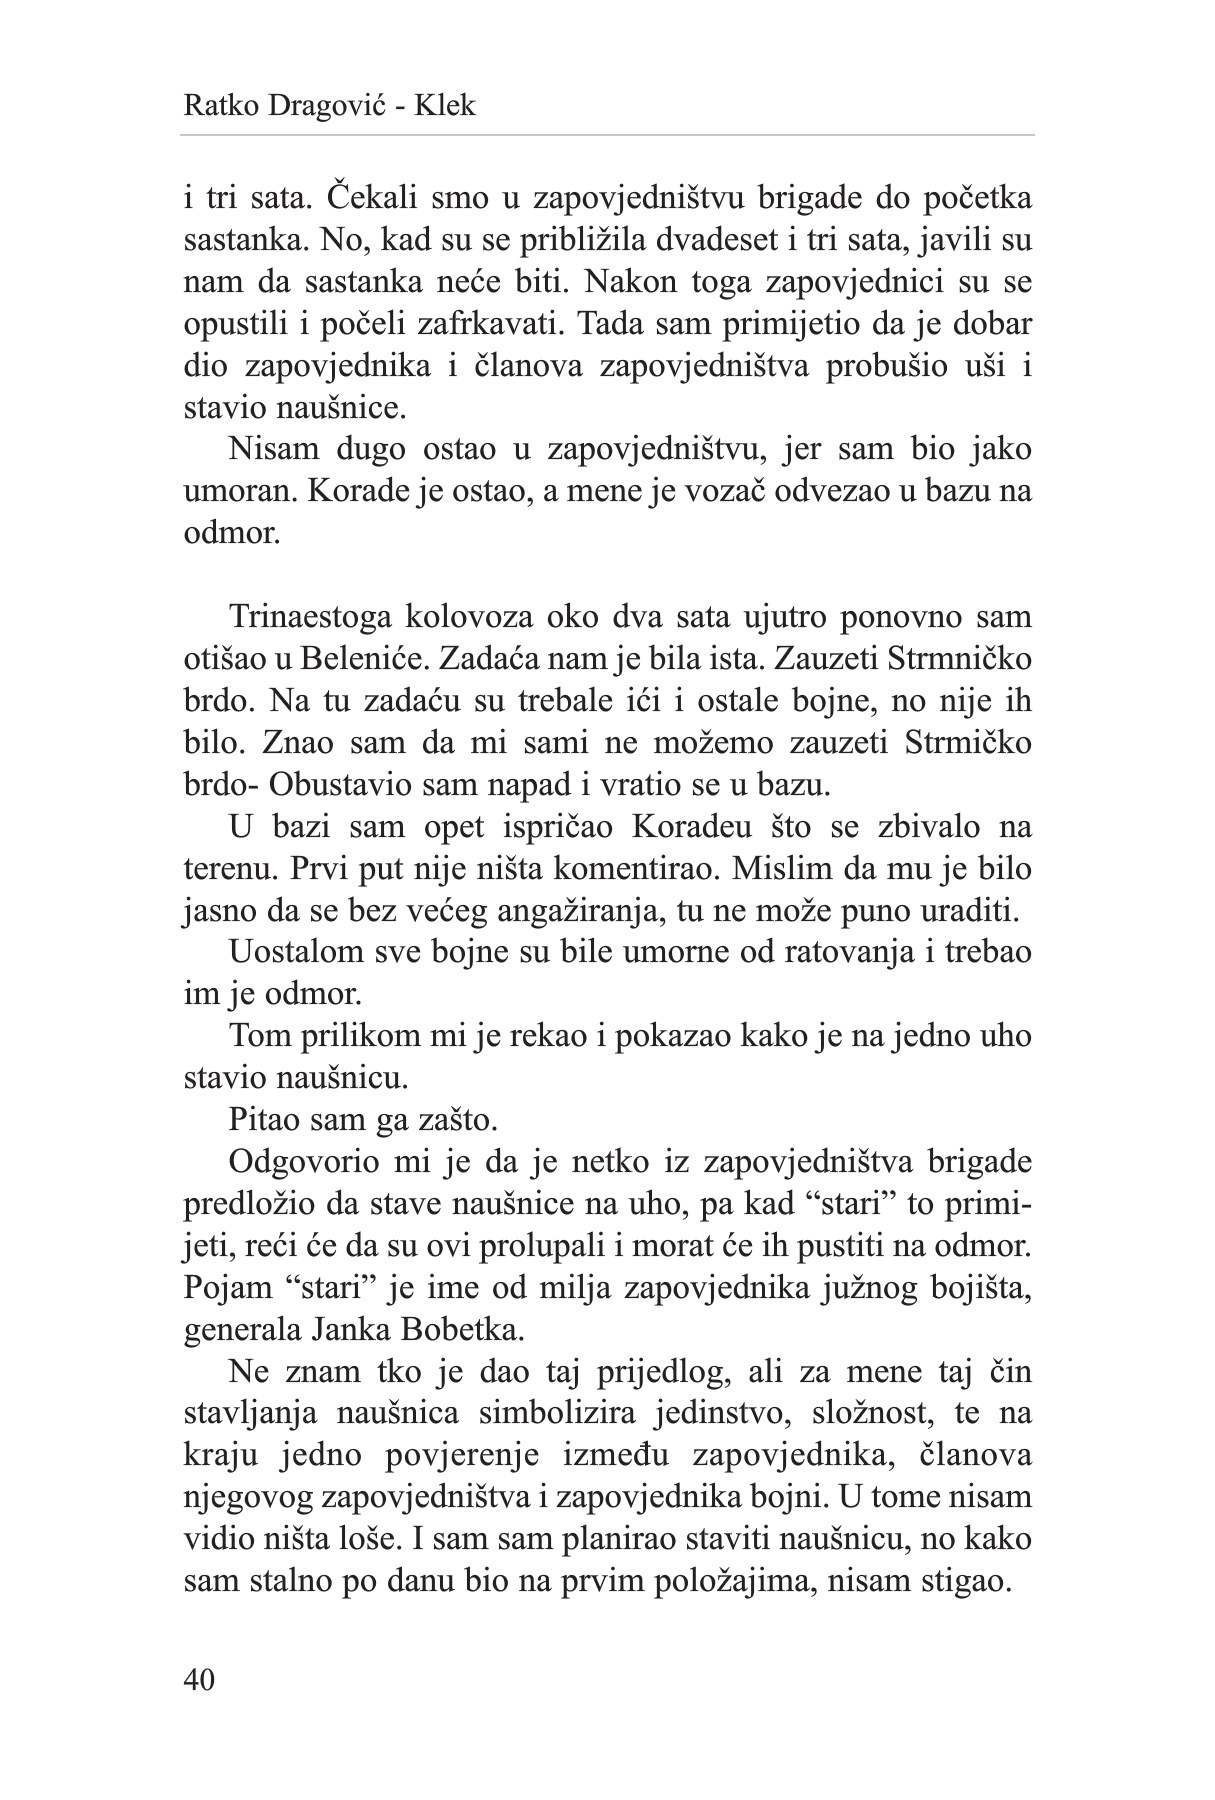 Ratko Dragović - Klek
i tri sata. Čekali smo u zapovjedništvu brigade do početka
sastanka. No, kad su se približila dvadeset i tri sata, javili su
nam da sastanka neće biti. Nakon toga zapovjednici su se
opustili i počeli zafrkavati. Tada sam primijetio da je dobar
dio zapovjednika i članova zapovjedništva probušio uši i
stavio naušnice.
Nisam dugo ostao u zapovjedništvu, jer sam bio jako
umoran. Korade je ostao, a mene je vozač odvezao u bazu na
odmor.
Trinaestoga kolovoza oko dva sata ujutro ponovno sam
otišao u Beleniće. Zadaća nam je bila ista. Zauzeti Strmničko
brdo. Na tu zadaću su trebale ići i ostale bojne, no nije ih
bilo. Znao sam da mi sami ne možemo zauzeti Strmičko
brdo- Obustavio sam napad i vratio se u bazu.
U bazi sam opet ispričao Koradeu što se zbivalo na
terenu. Prvi put nije ništa komentirao. Mislim da mu je bilo
jasno da se bez većeg angažiranja, tu ne može puno uraditi.
Uostalom sve bojne su bile umorne od ratovanja i trebao
im je odmor.
Tom prilikom mi je rekao i pokazao kako je na jedno uho
stavio naušnicu.
Pitao sam ga zašto.
Odgovorio mi je da je netko iz zapovjedništva brigade
predložio da stave naušnice na uho, pa kad “stari” to primi-
jeti, reći će da su ovi prolupali i morat će ih pustiti na odmor.
Pojam “stari” je ime od milja zapovjednika južnog bojišta,
generala Janka Bobetka.
Ne znam tko je dao taj prijedlog, ali za mene taj čin
stavljanja naušnica simbolizira jedinstvo, složnost, te na
kraju jedno povjerenje između zapovjednika, članova
njegovog zapovjedništva i zapovjednika bojni. U tome nisam
vidio ništa loše. I sam sam planirao staviti naušnicu, no kako
sam stalno po danu bio na prvim položajima, nisam stigao.
40